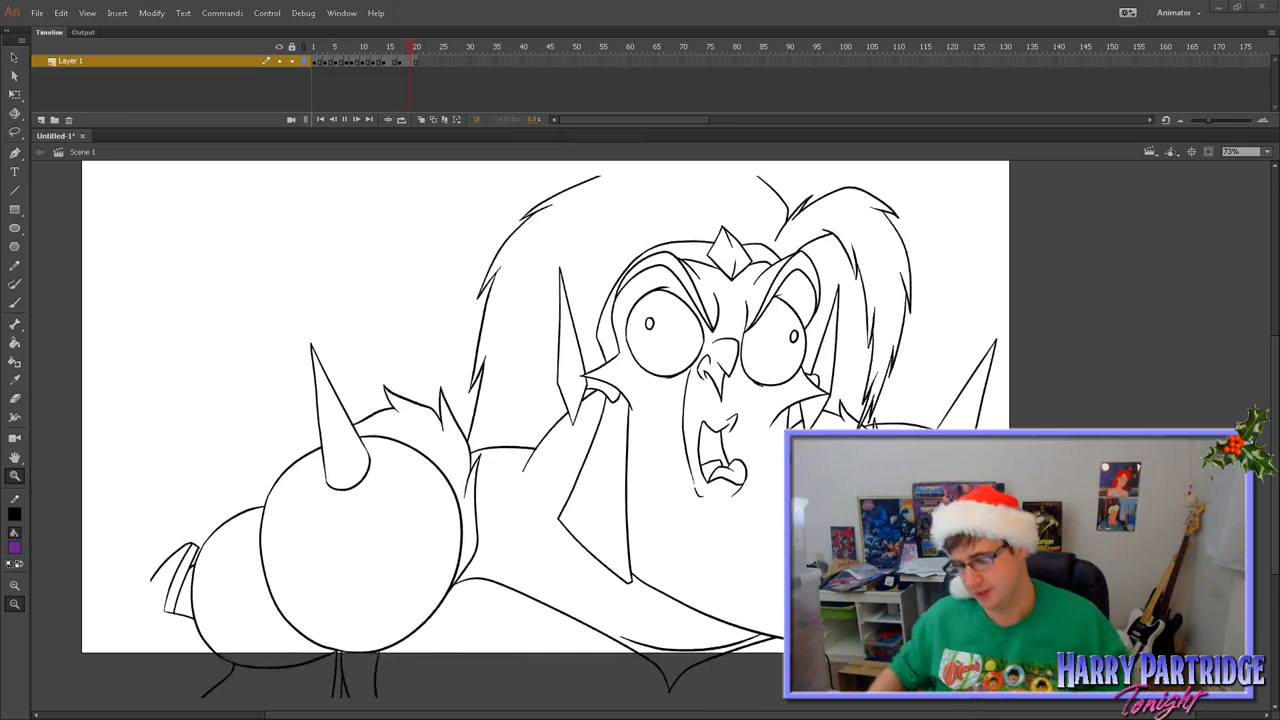 An File Edit View Insert Modify Text Commands Control Debug Window Help Animator
Timeline Output
1 5 10 15 20 25 30 35 40 45 50 55 60 65 70 75 80 85 90 95 100 105 110 115 120 125 130 135 140 145 150 155 160 165 170 175
Layer 1
19
Untitled-1* ×
Scene 1 73%
HARRY PARTRIDGE
Tonight